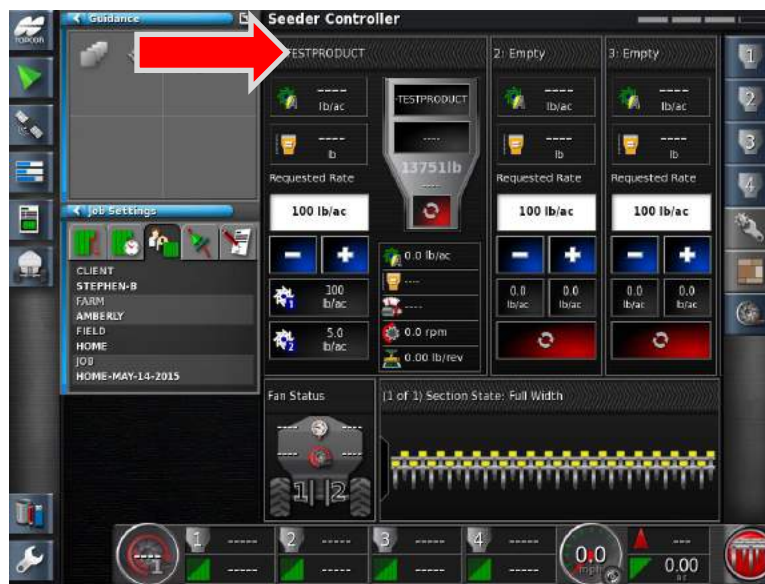 TOPCON
Guidance
Seeder Controller
TESTPRODUCT
2: Empty
3: Empty
----
lb/ac
----
lb
Requested Rate
100 lb/ac
-TESTPRODUCT
----
13751lb
----
----
lb/ac
----
lb
Requested Rate
100 lb/ac
----
lb/ac
----
lb
Requested Rate
100 lb/ac
− +
− +
− +
1
100
lb/ac
2
5.0
lb/ac
0.0 lb/ac
----
----
0.0 rpm
0.00 lb/rev
0.0
lb/ac
0.0
lb/ac
0.0
lb/ac
0.0
lb/ac
Job Settings
CLIENT
STEPHEN-B
FARM
AMBERLY
FIELD
HOME
JOB
HOME-MAY-14-2015
Fan Status
---- ----
---- ----
1 2
(1 of 1) Section State: Full Width
1
2
3
4
----
1
1 -----
-----
2 -----
-----
3 -----
-----
4 -----
-----
0.0
mph
---
0.00
ac